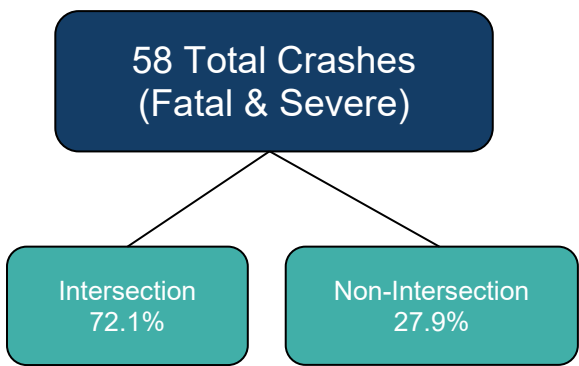 58 Total Crashes
(Fatal & Severe)
Intersection
72.1%
Non-Intersection
27.9%